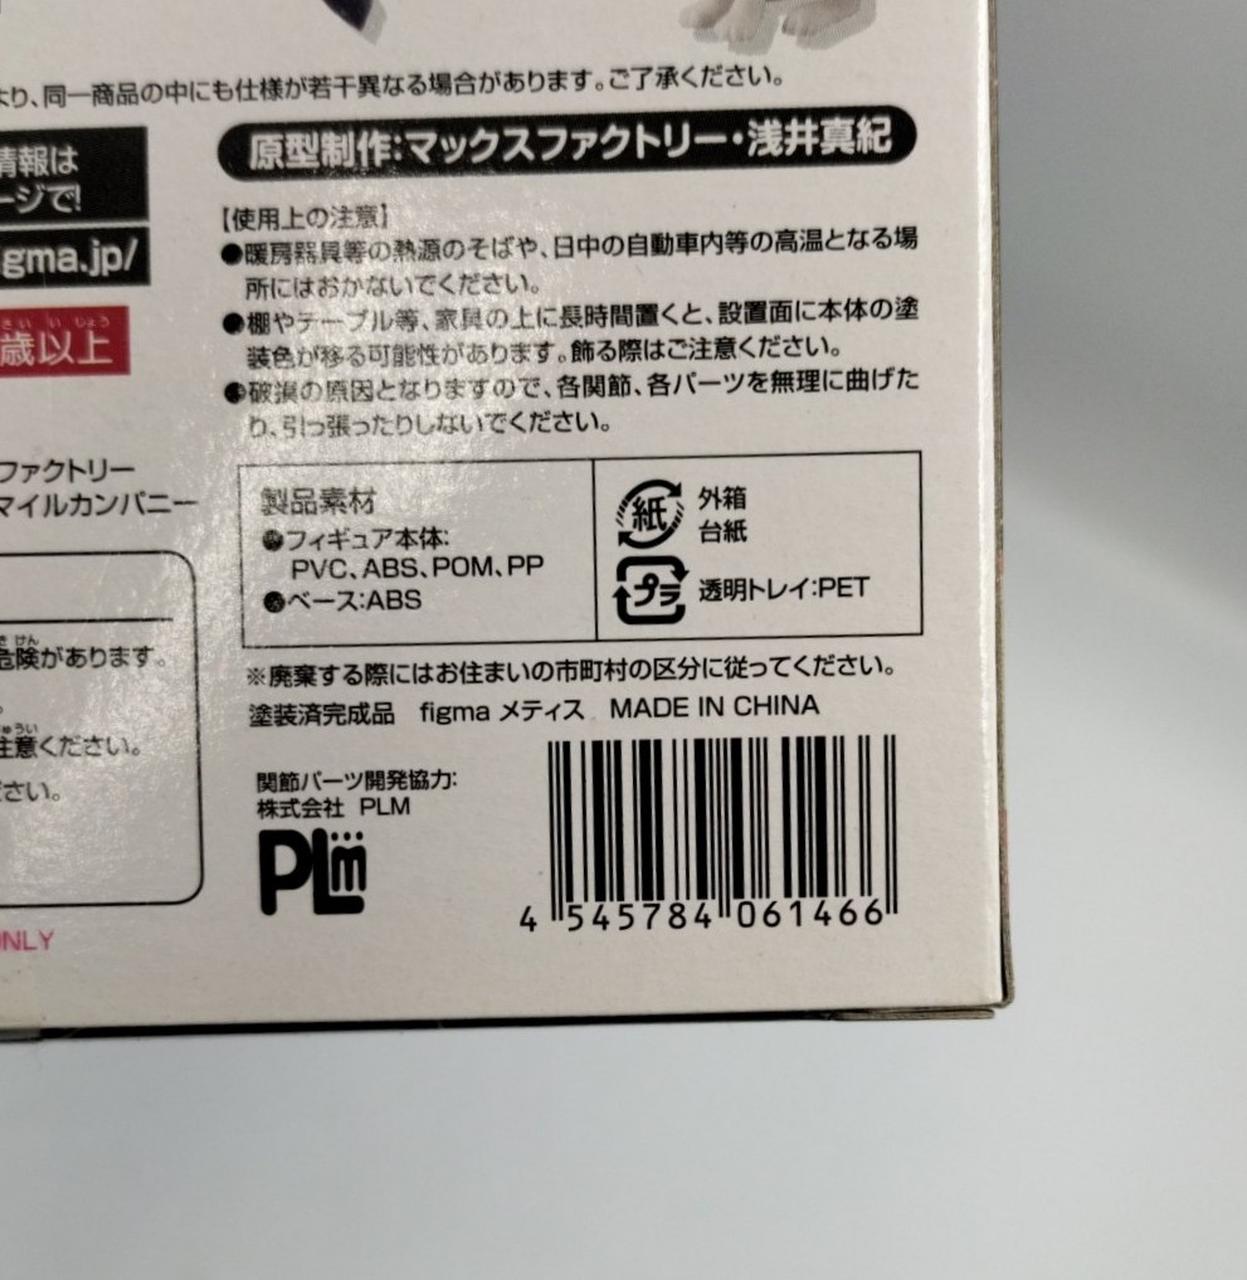 より、同一商品の中にも仕様が若干異なる場合があります。ご了承ください。
情報は
ージで!
gma.jp/
さい い じょう
歳以上
ファクトリー
マイルカンパニー
けん
危険があります。
。
注意ください。
ださい。
ONLY
原型制作:マックスファクトリー・浅井真紀
【使用上の注意】
●暖房器具等の熱源のそばや、日中の自動車内等の高温となる場
所にはおかないでください。
●棚やテーブル等、家具の上に長時間置くと、設置面に本体の塗
装色が移る可能性があります。飾る際はご注意ください。
●破損の原因となりますので、各関節、各パーツを無理に曲げた
り、引っ張ったりしないでください。
製品素材
●フィギュア本体:
PVC、ABS、POM、PP
●ベース:ABS
紙 外箱
台紙
プラ 透明トレイ:PET
※廃棄する際にはお住まいの市町村の区分に従ってください。
塗装済完成品 figma メティス MADE IN CHINA
関節パーツ開発協力:
株式会社 PLM
PLm
4 545784 061466